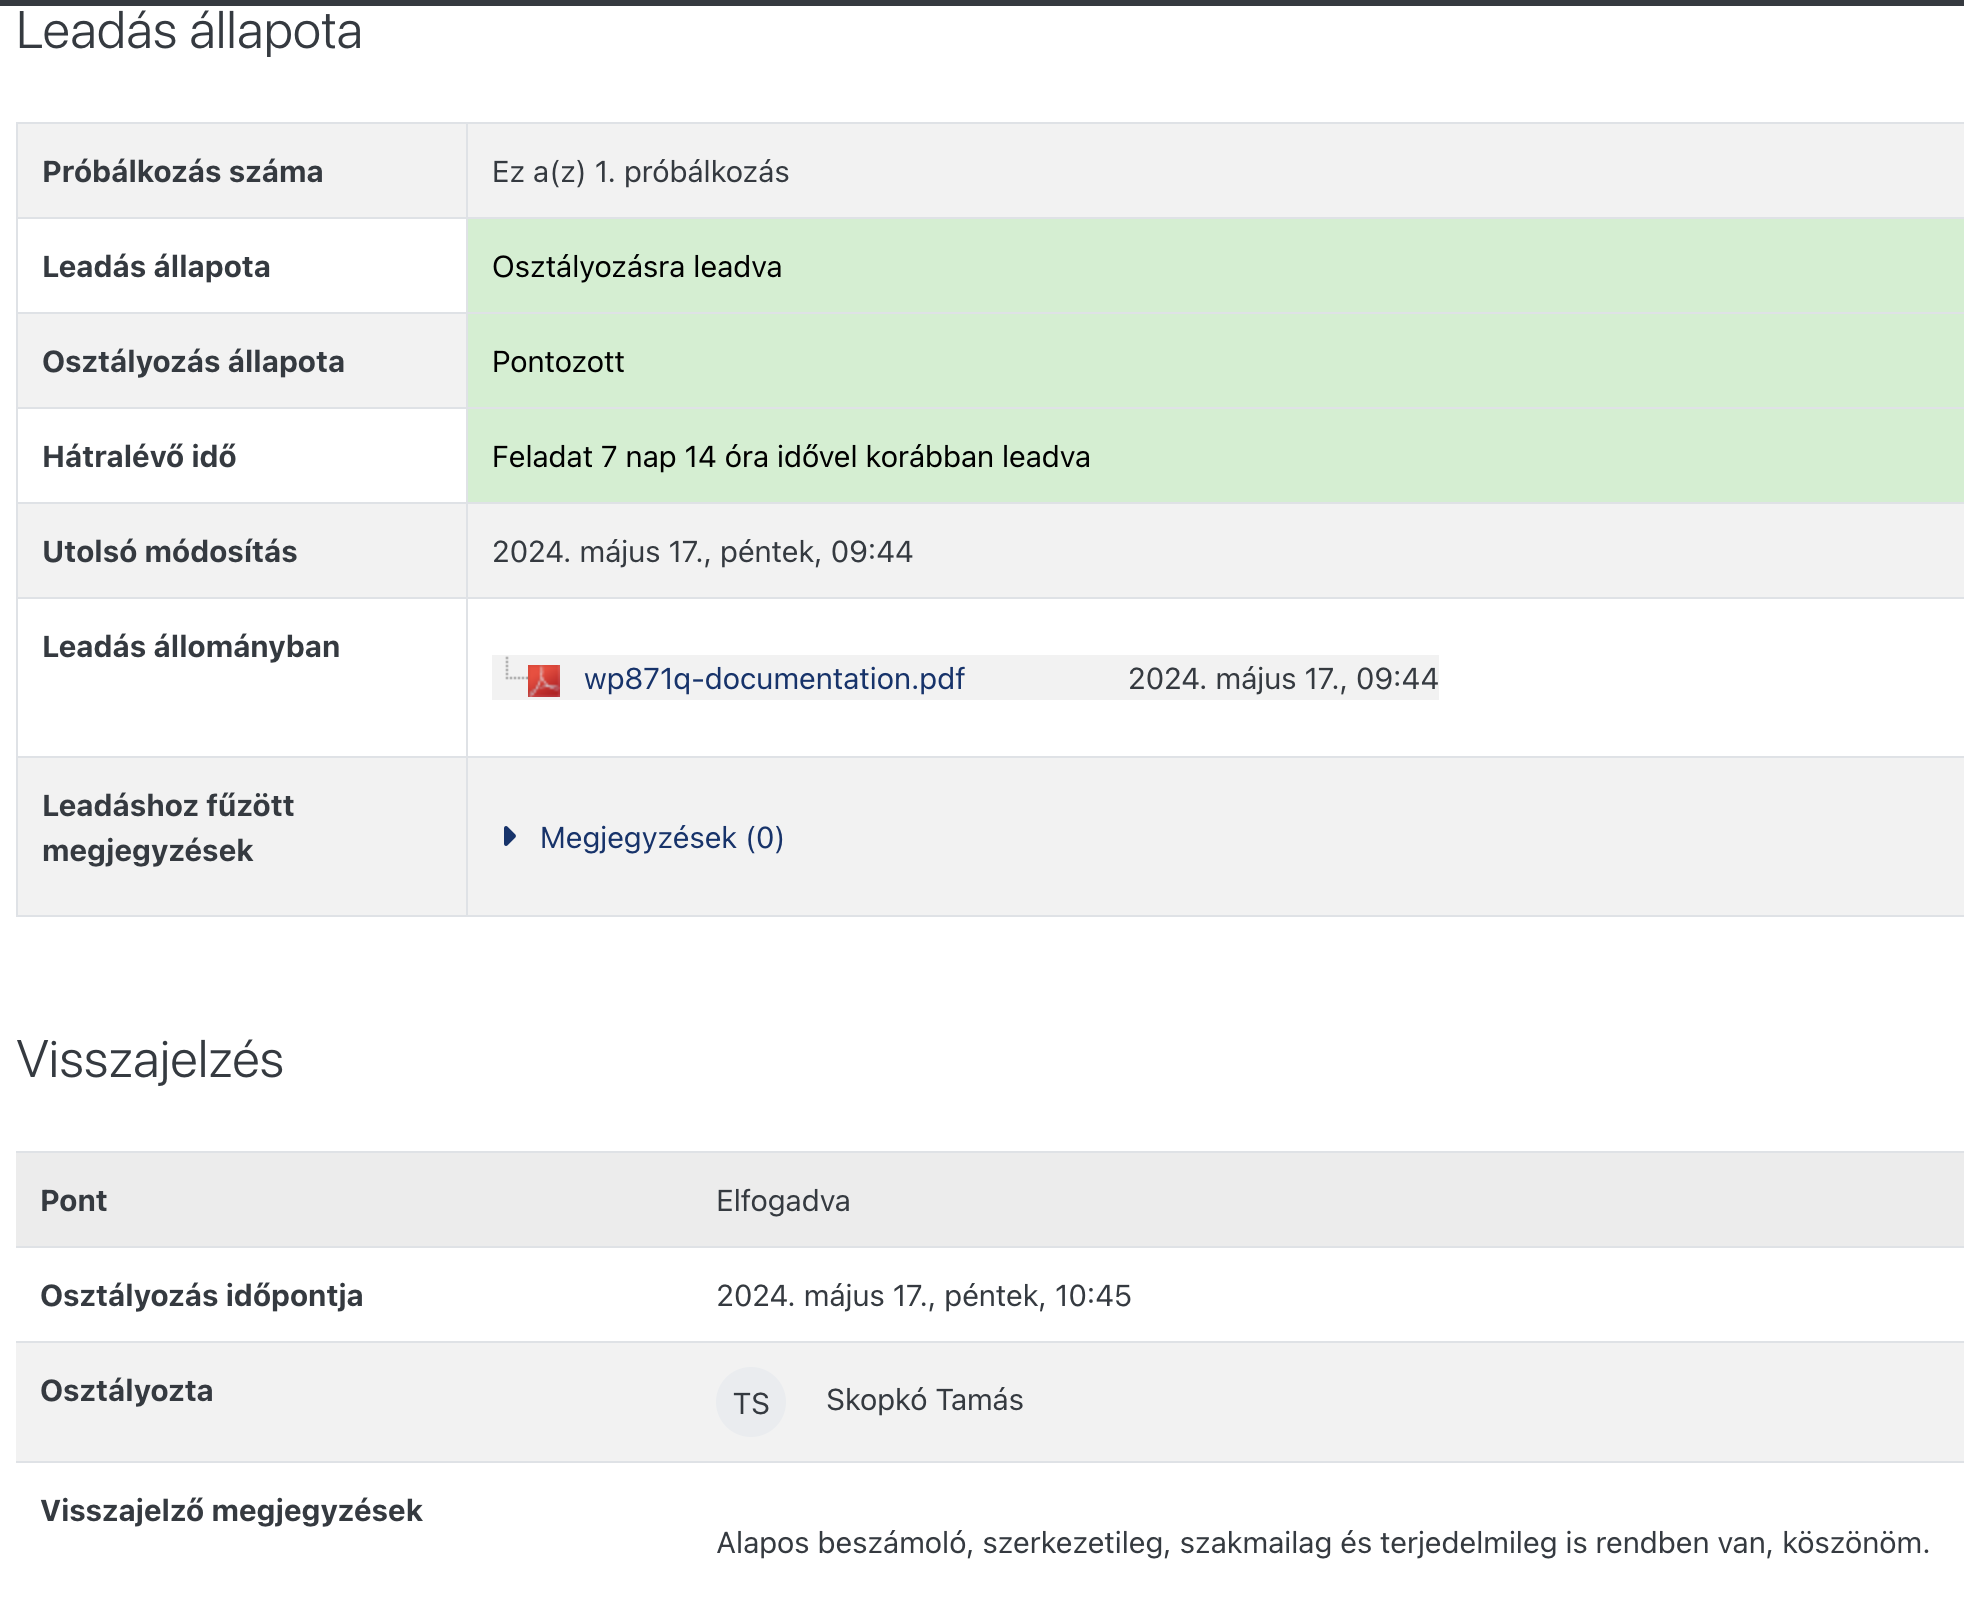 Leadás állapota
Próbálkozás száma
Ez a(z) 1. próbálkozás
Leadás állapota
Osztályozásra leadva
Osztályozás állapota
Pontozott
Hátralévő idő
Feladat 7 nap 14 óra idővel korábban leadva
Utolsó módosítás
2024. május 17., péntek, 09:44
Leadás állományban
wp871q-documentation.pdf 2024. május 17., 09:44
Leadáshoz fűzött
megjegyzések
Megjegyzések (0)
Visszajelzés
Pont
Elfogadva
Osztályozás időpontja
2024. május 17., péntek, 10:45
Osztályozta
TS Skopkó Tamás
Visszajelző megjegyzések
Alapos beszámoló, szerkezetileg, szakmailag és terjedelmileg is rendben van, köszönöm.